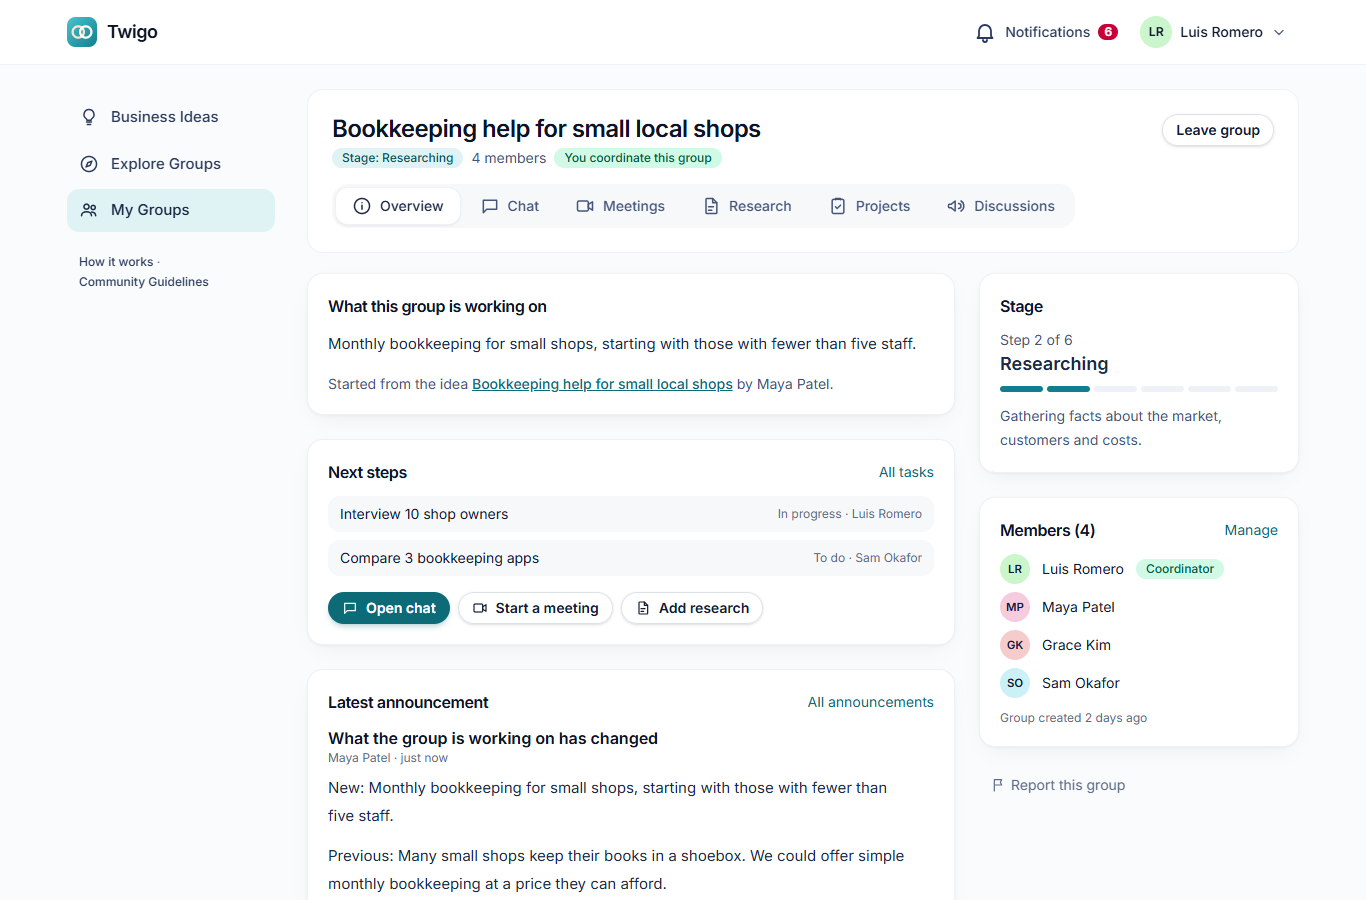 Twigo
Notifications 6
LR Luis Romero
Business Ideas
Explore Groups
My Groups
How it works ·
Community Guidelines
Bookkeeping help for small local shops
Leave group
Stage: Researching 4 members You coordinate this group
Overview Chat Meetings Research Projects Discussions
What this group is working on
Monthly bookkeeping for small shops, starting with those with fewer than five staff.
Started from the idea Bookkeeping help for small local shops by Maya Patel.
Next steps All tasks
Interview 10 shop owners In progress · Luis Romero
Compare 3 bookkeeping apps To do · Sam Okafor
Open chat Start a meeting Add research
Latest announcement All announcements
What the group is working on has changed
Maya Patel · just now
New: Monthly bookkeeping for small shops, starting with those with fewer than
five staff.
Previous: Many small shops keep their books in a shoebox. We could offer simple
monthly bookkeeping at a price they can afford.
Stage
Step 2 of 6
Researching
Gathering facts about the market,
customers and costs.
Members (4) Manage
LR Luis Romero Coordinator
MP Maya Patel
GK Grace Kim
SO Sam Okafor
Group created 2 days ago
Report this group